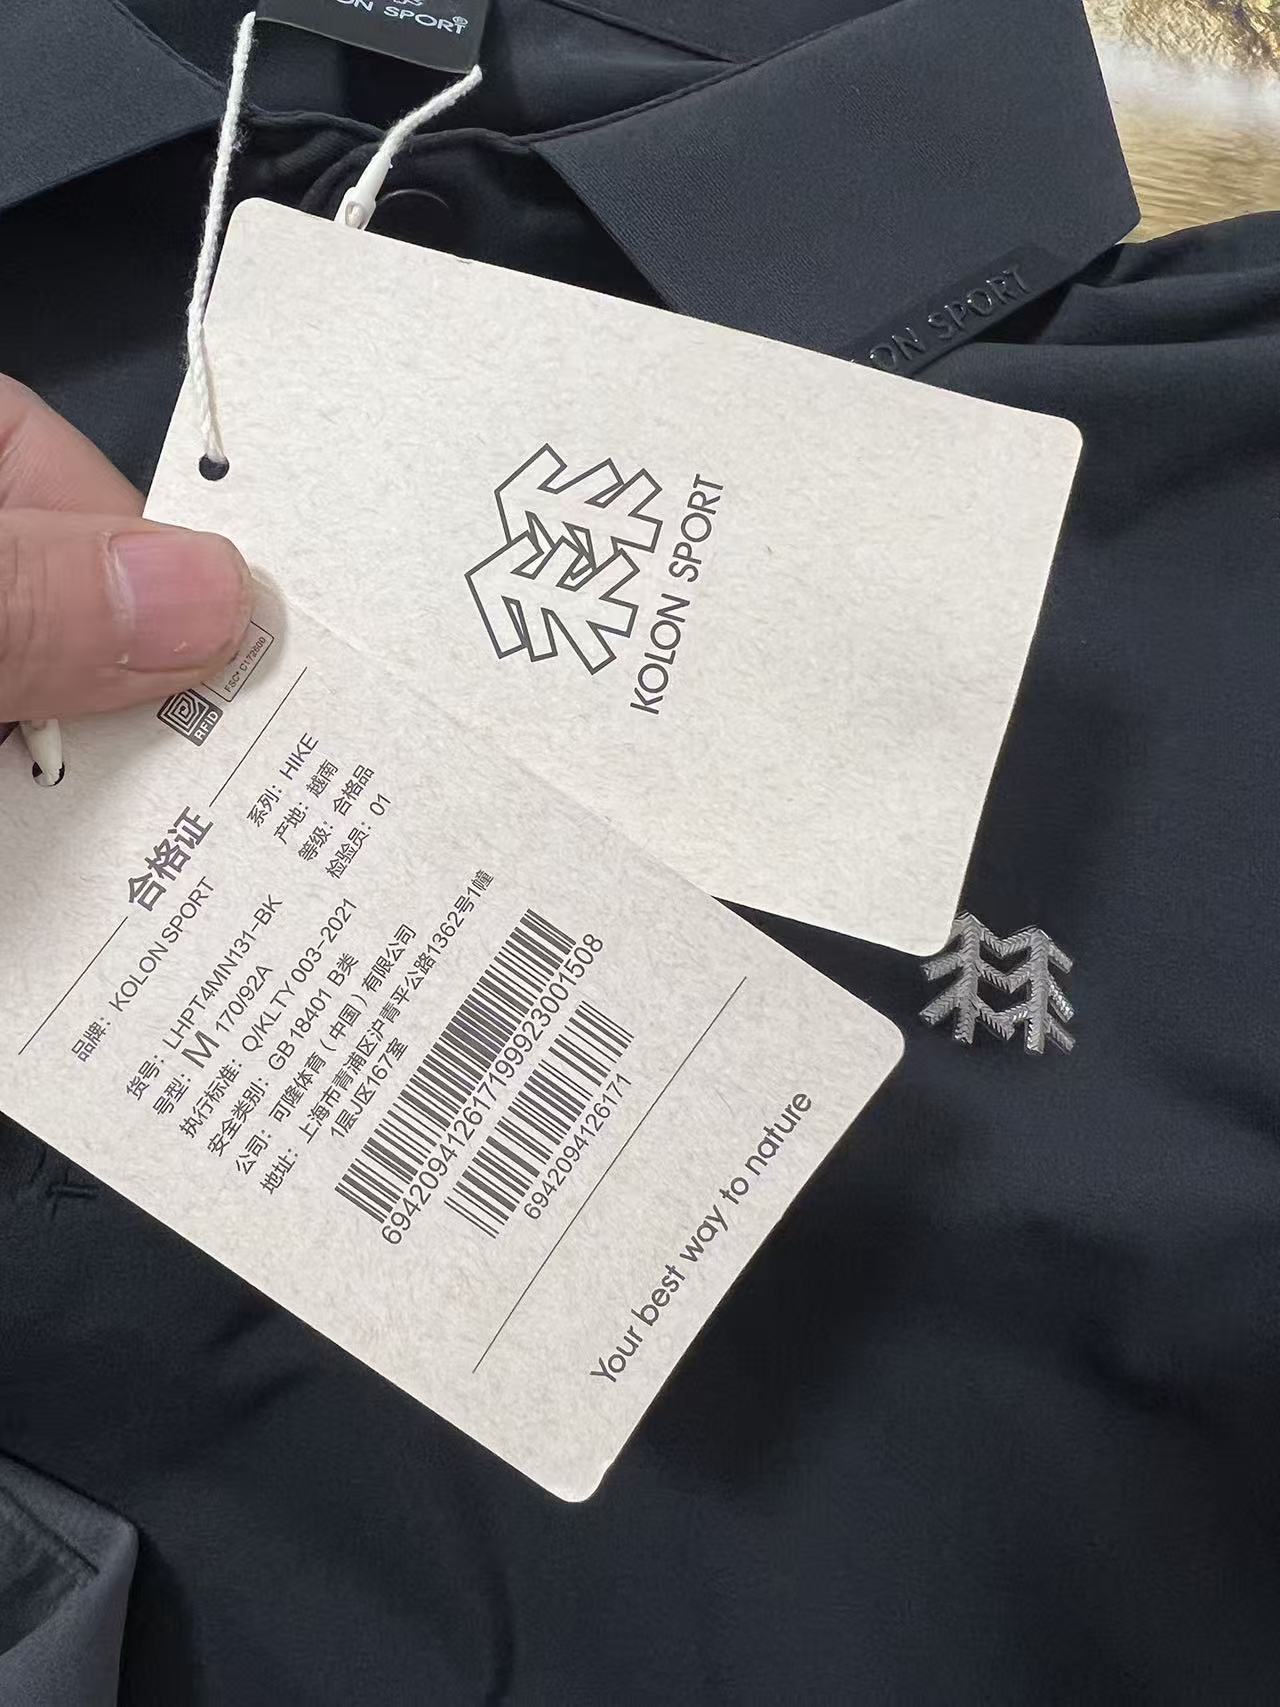 ON SPORT®
ON SPORT
KOLON SPORT
FSC® C172800
RFID
合格证
品牌：KOLON SPORT
货号：LHPT4MN131-BK
号型：M 170/92A
执行标准：Q/KLTY 003-2021
安全类别：GB 18401 B类
公司：可隆体育（中国）有限公司
地址：上海市青浦区沪青平公路1362号1幢
1层J区167室
系列：HIKE
产地：越南
等级：合格品
检验员：01
6942094126171999923001508
6942094126171
Your best way to nature